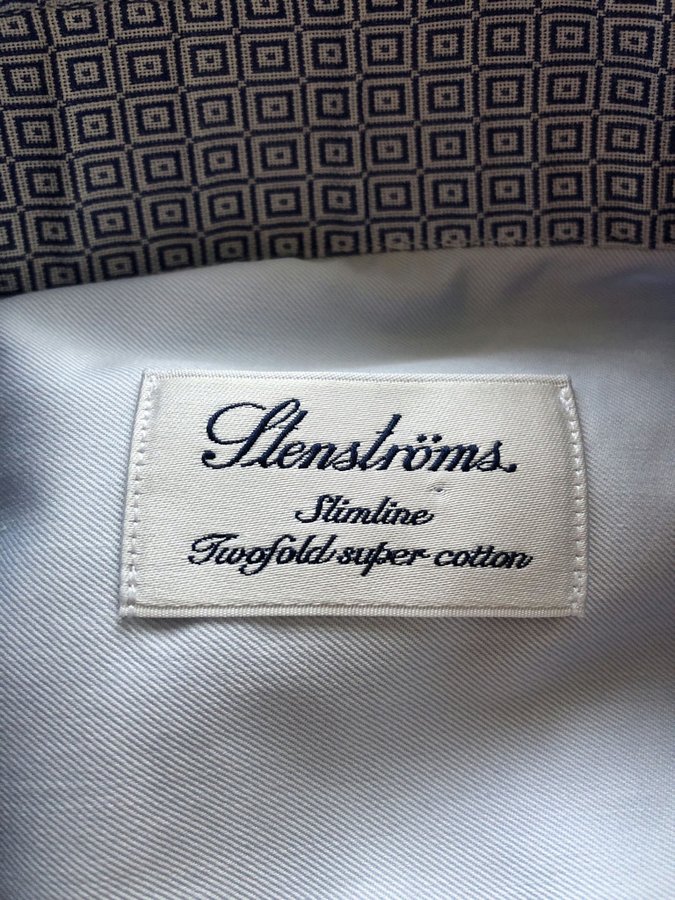 Stenströms
Slimline
Twofold super cotton